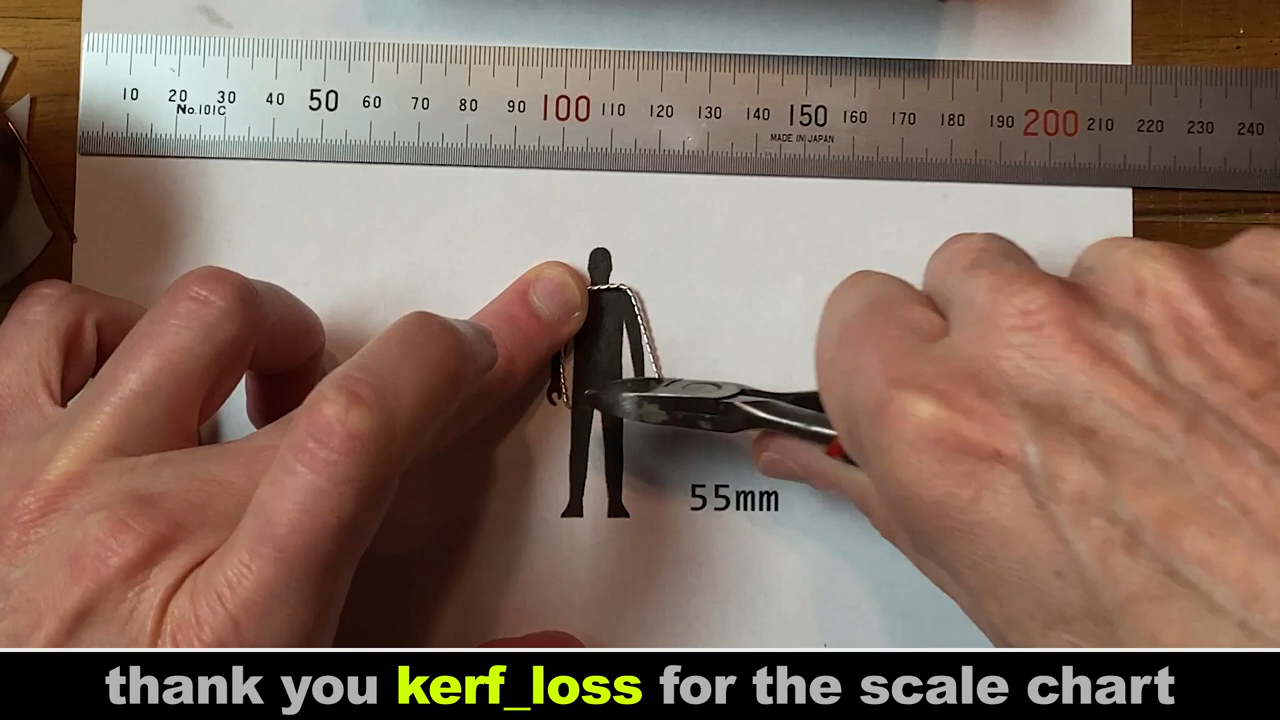 10 20 30 40 50 60 70 80 90 100 110 120 130 140 150 160 170 180 190 200 210 220 230 240
No.101C
MADE IN JAPAN
55mm
thank you kerf_loss for the scale chart